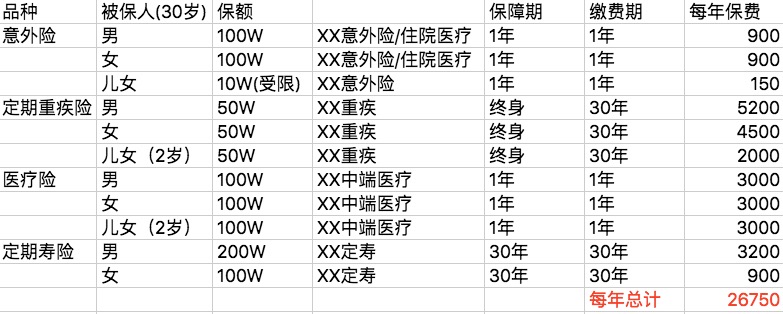 品种 被保人(30岁) 保额 保障期 缴费期 每年保费
意外险 男 100W XX意外险/住院医疗 1年 1年 900
女 100W XX意外险/住院医疗 1年 1年 900
儿女 10W(受限) XX意外险 1年 1年 150
定期重疾险 男 50W XX重疾 终身 30年 5200
女 50W XX重疾 终身 30年 4500
儿女（2岁） 50W XX重疾 终身 30年 2000
医疗险 男 100W XX中端医疗 1年 1年 3000
女 100W XX中端医疗 1年 1年 3000
儿女（2岁） 100W XX中端医疗 1年 1年 3000
定期寿险 男 200W XX定寿 30年 30年 3200
女 100W XX定寿 30年 30年 900
每年总计 26750